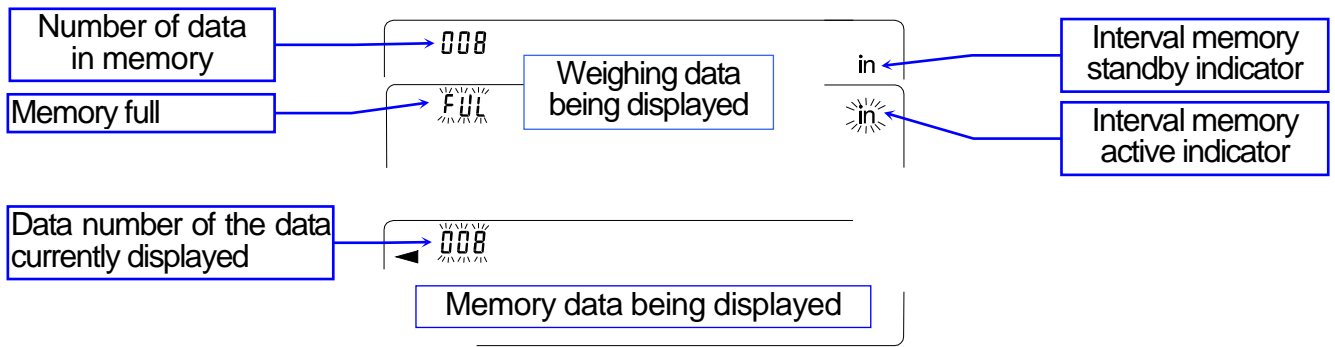 Number of data
in memory
008
Weighing data
being displayed
in
Interval memory
standby indicator
Memory full
FUL
in
Interval memory
active indicator
Data number of the data
currently displayed
008
Memory data being displayed